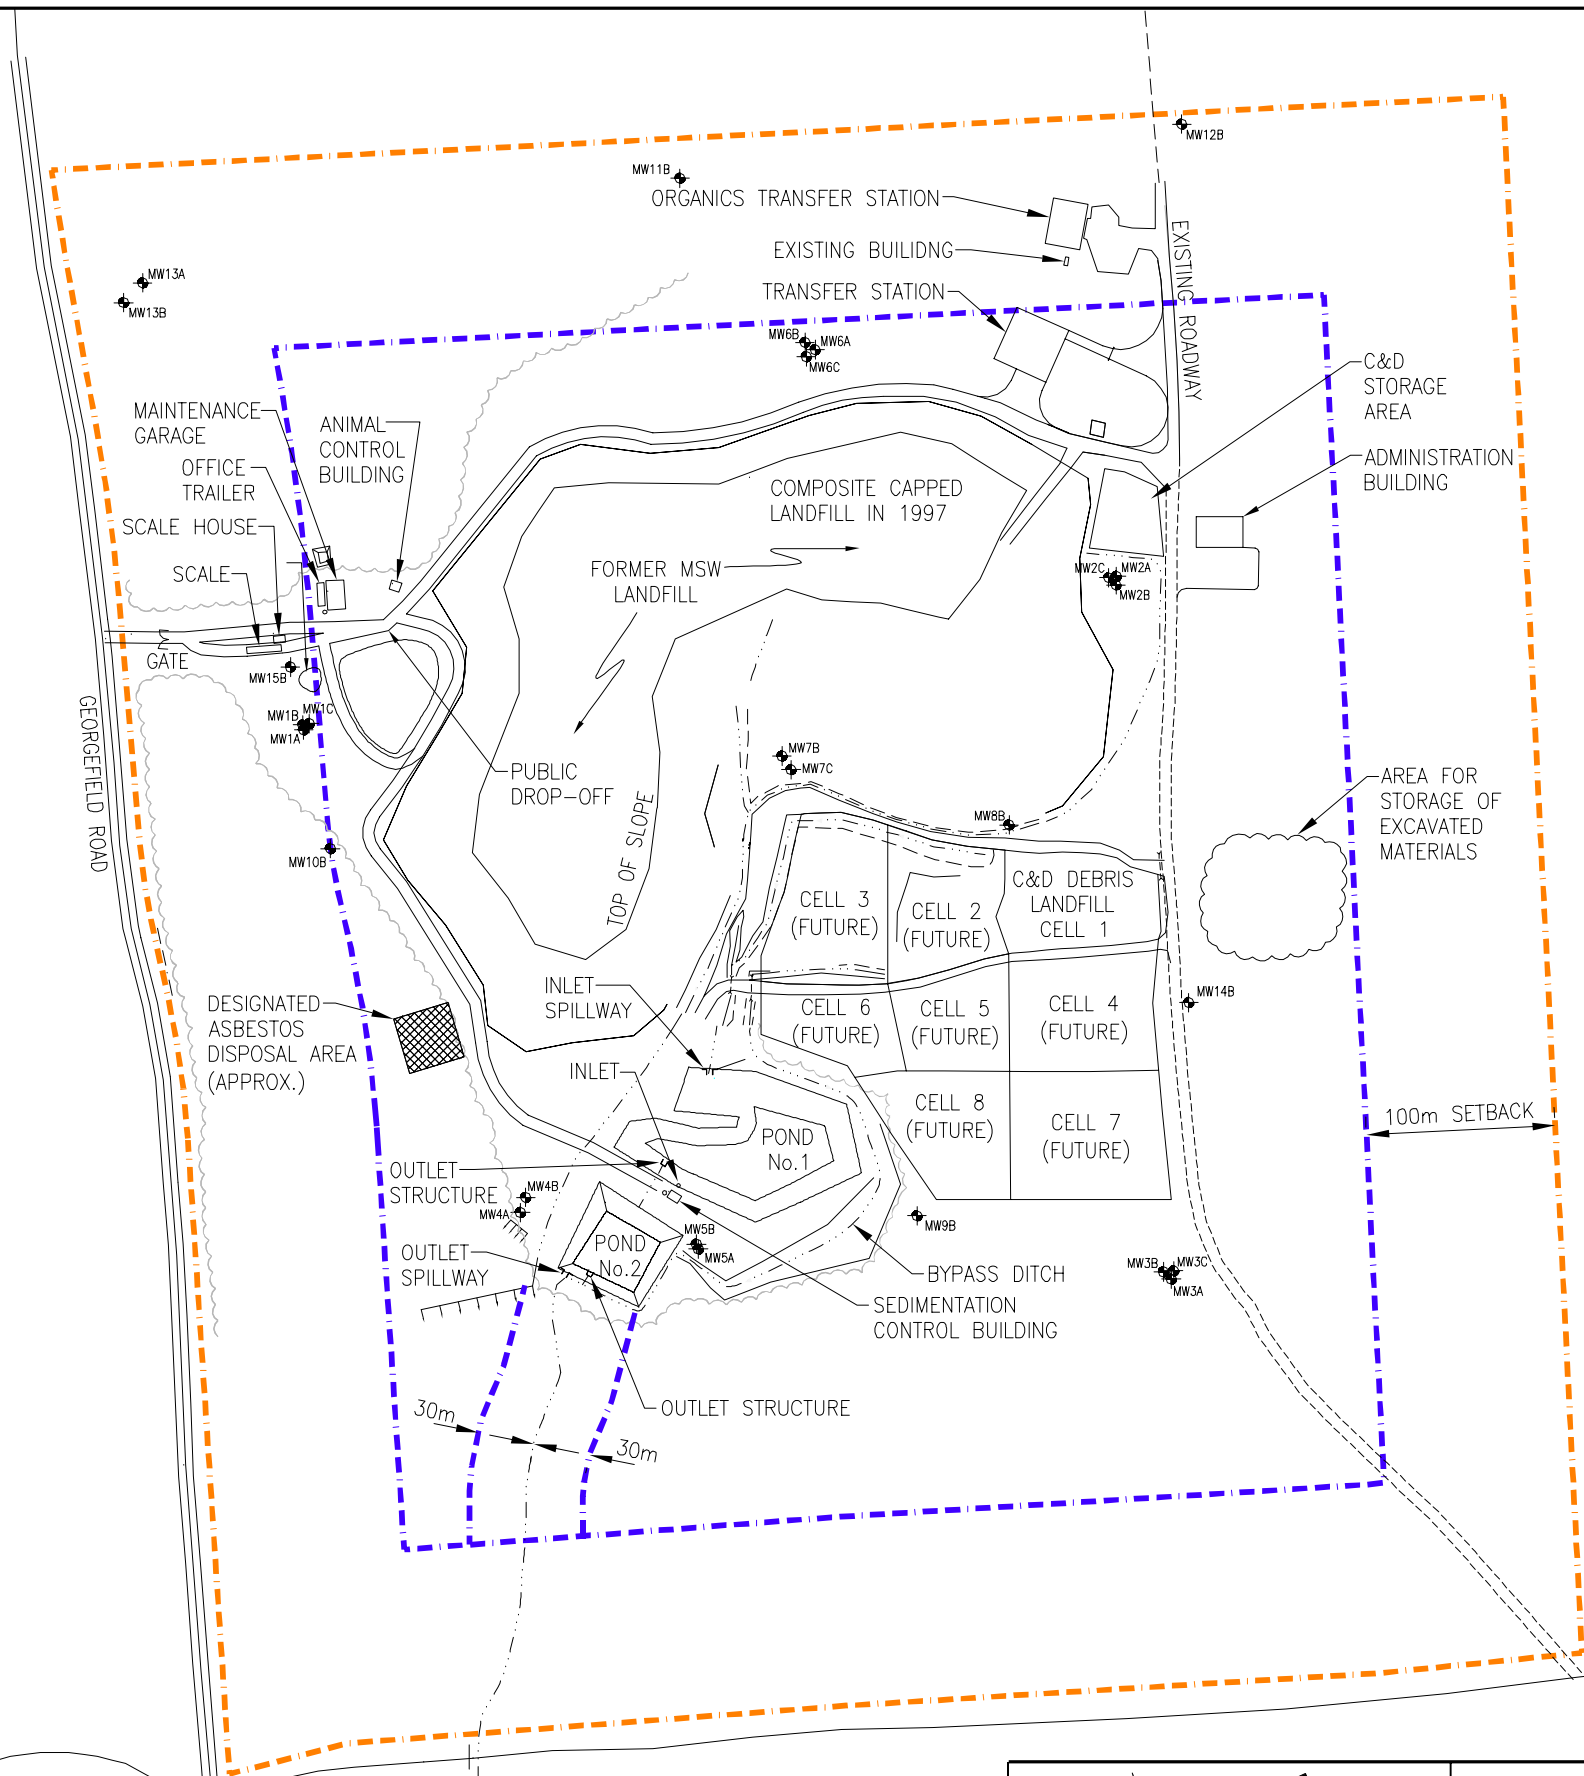 MW12B
MW11B
ORGANICS TRANSFER STATION
EXISTING BUILIDNG
TRANSFER STATION
EXISTING ROADWAY
MW13A
MW13B
MW6B
MW6A
MW6C
C&D
STORAGE
AREA
MAINTENANCE
GARAGE
ANIMAL
CONTROL
BUILDING
OFFICE
TRAILER
SCALE HOUSE
SCALE
COMPOSITE CAPPED
LANDFILL IN 1997
ADMINISTRATION
BUILDING
FORMER MSW
LANDFILL
MW2C
MW2A
MW2B
GATE
MW15B
MW1B
MW1C
MW1A
GEORGEFIELD ROAD
PUBLIC
DROP-OFF
MW7B
MW7C
TOP OF SLOPE
MW8B
AREA FOR
STORAGE OF
EXCAVATED
MATERIALS
MW10B
CELL 3
(FUTURE)
CELL 2
(FUTURE)
C&D DEBRIS
LANDFILL
CELL 1
INLET
SPILLWAY
DESIGNATED
ASBESTOS
DISPOSAL AREA
(APPROX.)
CELL 6
(FUTURE)
CELL 5
(FUTURE)
CELL 4
(FUTURE)
MW14B
INLET
CELL 8
(FUTURE)
CELL 7
(FUTURE)
100m SETBACK
POND
No.1
OUTLET
STRUCTURE
MW4B
MW4A
MW9B
POND
No.2
MW5B
MW5A
OUTLET
SPILLWAY
BYPASS DITCH
MW3B
MW3C
MW3A
SEDIMENTATION
CONTROL BUILDING
OUTLET STRUCTURE
30m
30m